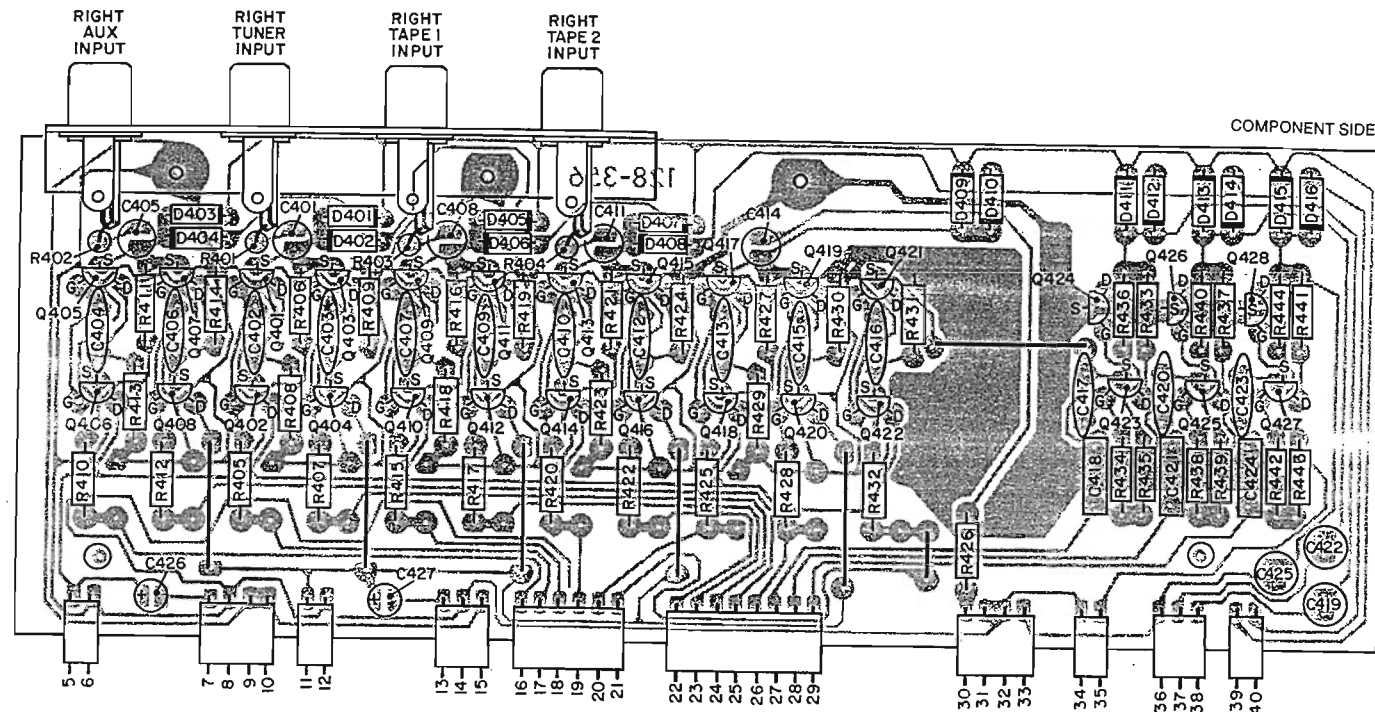 RIGHT AUX INPUT
RIGHT TUNER INPUT
RIGHT TAPE 1 INPUT
RIGHT TAPE 2 INPUT
COMPONENT SIDE
128-356
C405 D403 C401 D401 C408 D405 C411 D407 C414 D409 D410 D411 D412 D413 D414 D415 D416
D404 D402 D406 D408
R402 R401 R403 R404 Q415 Q417 Q419 Q421 Q424 Q426 Q428
S S S S S S S S S S S
G D G D G D G D G D G D G D G D G D G D G D
Q405 C404 R411 C406 Q407 R414 C402 Q401 R406 C403 Q403 R409 C407 Q409 R416 C409 Q411 R419 C410 Q413 R421 C412 R424 C413 R427 C415 R430 C416 R431 R436 R433 R440 R437 R444 R441
S S S S S S S S S S S
R413 R408 R418 R423 R429 C417 C420 C423
G D G D G D G D G D G D G D G D G D G D G D
Q406 Q408 Q402 Q404 Q410 Q412 Q414 Q416 Q418 Q420 Q422 Q423 Q425 Q427
R410 R412 R405 R407 R415 R417 R420 R422 R425 R428 R432 C418 R434 R435 C421 R438 R439 C424 R442 R443
R426
C426 C427 C422
C425
C419
5 6 7 8 9 10 11 12 13 14 15 16 17 18 19 20 21 22 23 24 25 26 27 28 29 30 31 32 33 34 35 36 37 38 39 40